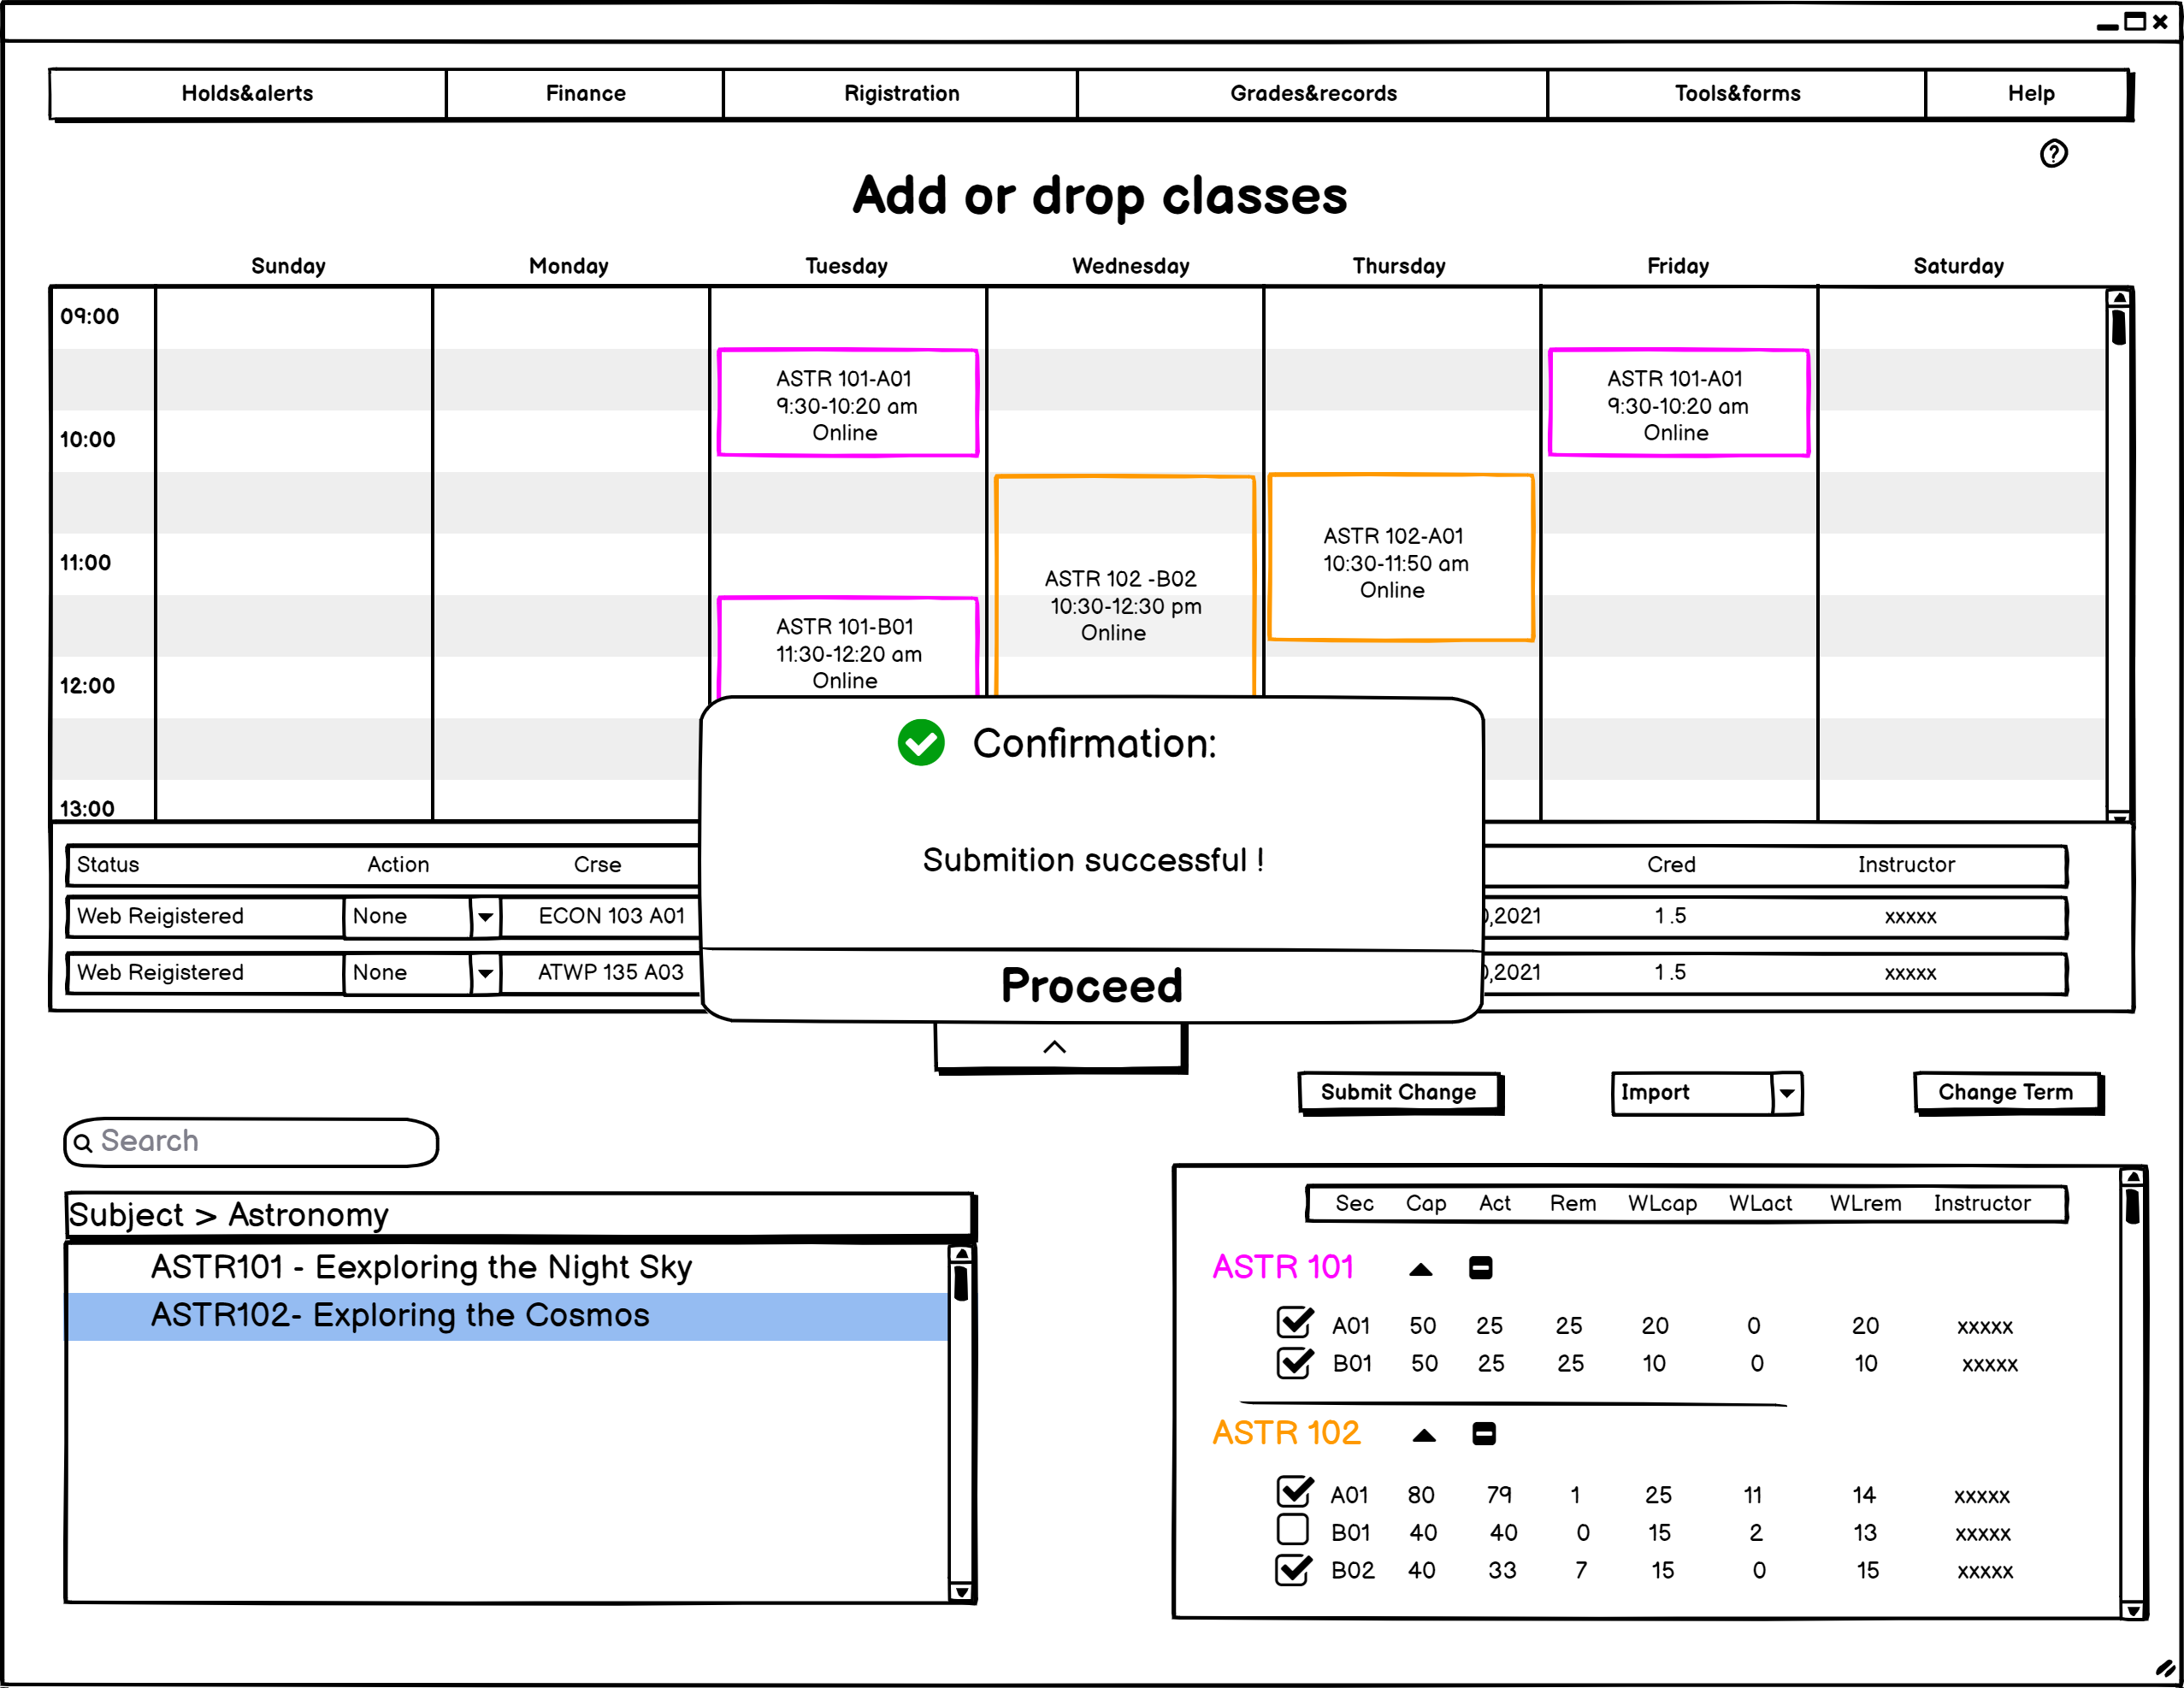 Holds&alerts Finance Rigistration Grades&records Tools&forms Help
?
Add or drop classes
Sunday Monday Tuesday Wednesday Thursday Friday Saturday
09:00
ASTR 101-A01
9:30-10:20 am
Online
ASTR 101-A01
9:30-10:20 am
Online
10:00
ASTR 102-A01
10:30-11:50 am
Online
11:00
ASTR 102 -B02
10:30-12:30 pm
Online
ASTR 101-B01
11:30-12:20 am
Online
12:00
13:00
Confirmation:
Submition successful !
Proceed
Status Action Crse Cred Instructor
Web Reigistered None ECON 103 A01 ,2021 1.5 xxxxx
Web Reigistered None ATWP 135 A03 ,2021 1.5 xxxxx
Submit Change Import Change Term
Search
Subject > Astronomy
ASTR101 - Eexploring the Night Sky
ASTR102- Exploring the Cosmos
Sec Cap Act Rem WLcap WLact WLrem Instructor
ASTR 101
A01 50 25 25 20 0 20 xxxxx
B01 50 25 25 10 0 10 xxxxx
ASTR 102
A01 80 79 1 25 11 14 xxxxx
B01 40 40 0 15 2 13 xxxxx
B02 40 33 7 15 0 15 xxxxx